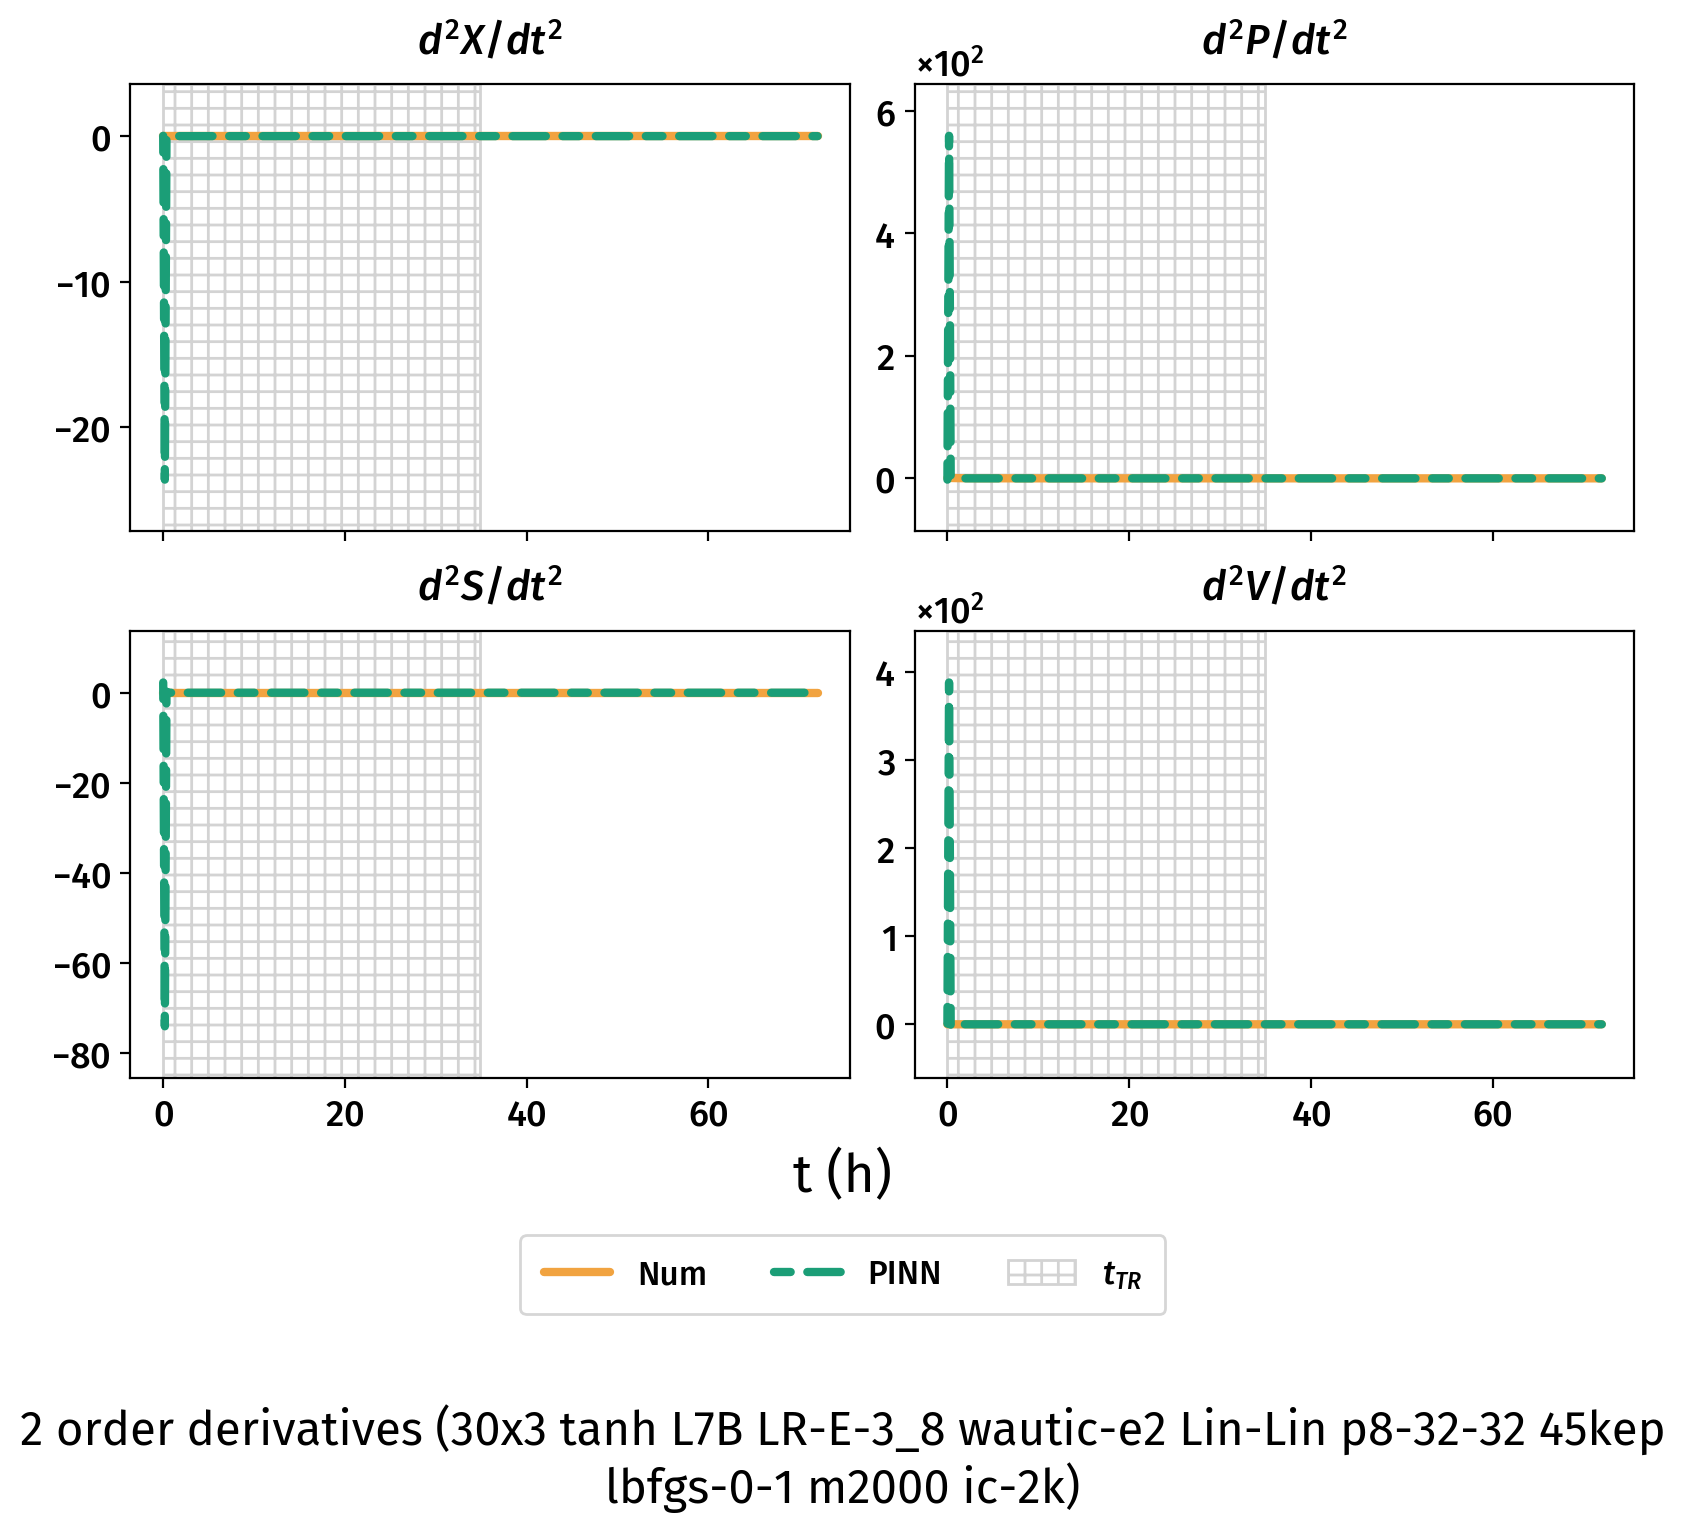 d²X/dt²
0
−10
−20
d²P/dt²
×10²
6
4
2
0
d²S/dt²
0
−20
−40
−60
−80
0 20 40 60
d²V/dt²
×10²
4
3
2
1
0
0 20 40 60
t (h)
Num PINN t_TR
2 order derivatives (30x3 tanh L7B LR-E-3_8 wautic-e2 Lin-Lin p8-32-32 45kep
lbfgs-0-1 m2000 ic-2k)